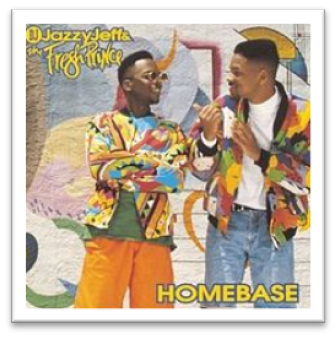 DJ Jazzy Jeff &
The Fresh Prince
HOMEBASE